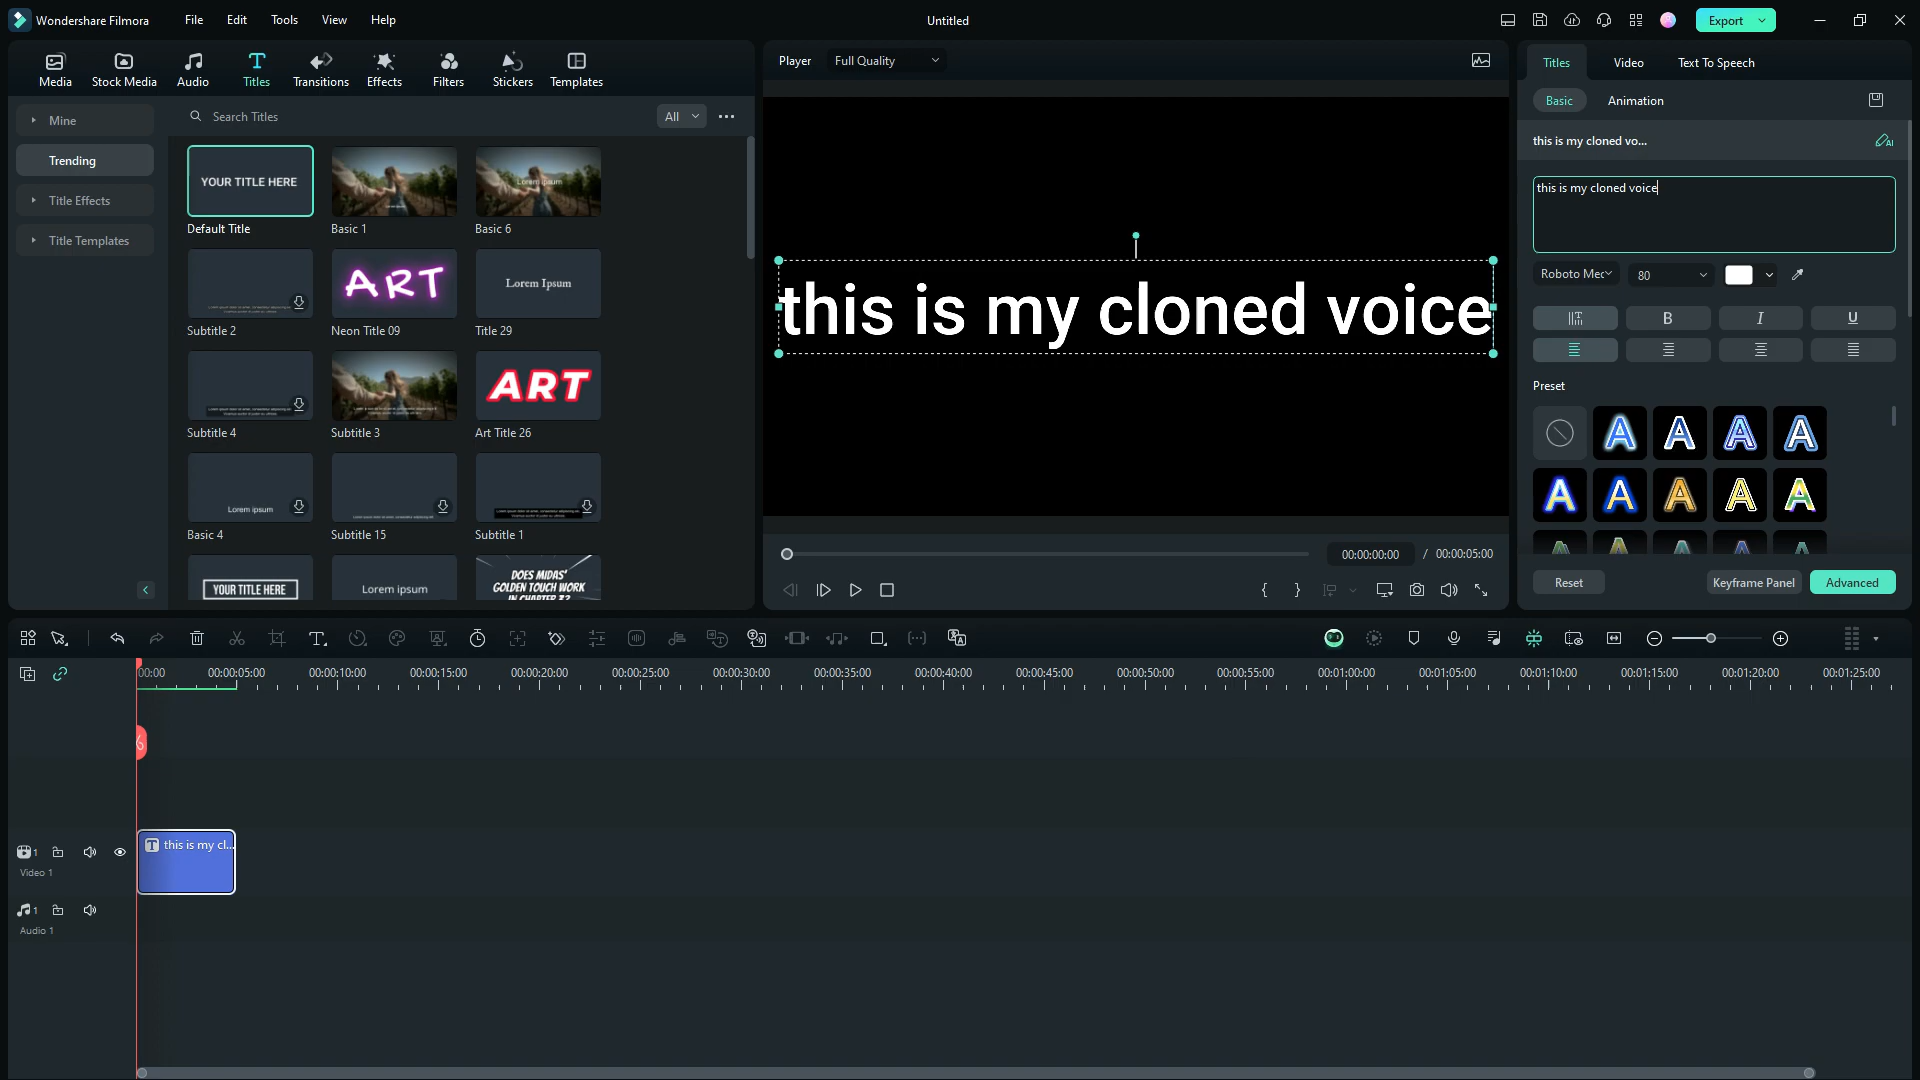 Wondershare Filmora
File Edit Tools View Help
Untitled
Export
Media
Stock Media
Audio
Titles
Transitions
Effects
Filters
Stickers
Templates
Player
Full Quality
Titles
Video
Text To Speech
Basic
Animation
Mine
Trending
Title Effects
Title Templates
Search Titles
All
YOUR TITLE HERE
Default Title
Basic 1
Lorem ipsum
Basic 6
Subtitle 2
ART
Neon Title 09
Lorem Ipsum
Title 29
Subtitle 4
Subtitle 3
ART
Art Title 26
Lorem ipsum
Basic 4
Subtitle 15
Subtitle 1
YOUR TITLE HERE
Lorem ipsum
DOES MIDAS'
GOLDEN TOUCH WORK
IN CHAPTER 3?
this is my cloned voice
00:00:00:00 / 00:00:05:00
this is my cloned vo...
AI
this is my cloned voice
Roboto Mec
80
B
I
U
Preset
A A A A
A A A A A
Reset
Keyframe Panel
Advanced
00:00
00:00:05:00
00:00:10:00
00:00:15:00
00:00:20:00
00:00:25:00
00:00:30:00
00:00:35:00
00:00:40:00
00:00:45:00
00:00:50:00
00:00:55:00
00:01:00:00
00:01:05:00
00:01:10:00
00:01:15:00
00:01:20:00
00:01:25:00
1
Video 1
T this is my cl...
1
Audio 1